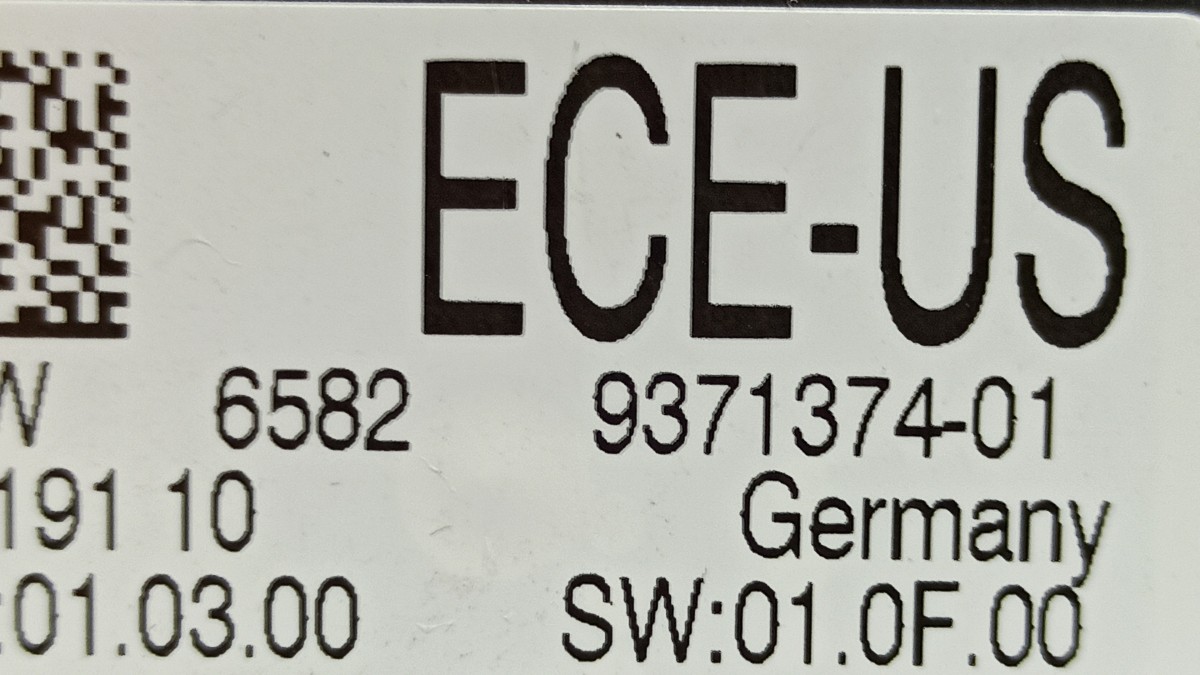 ECE-US
W 6582 9371374-01
191 10 Germany
:01.03.00 SW:01.0F.00